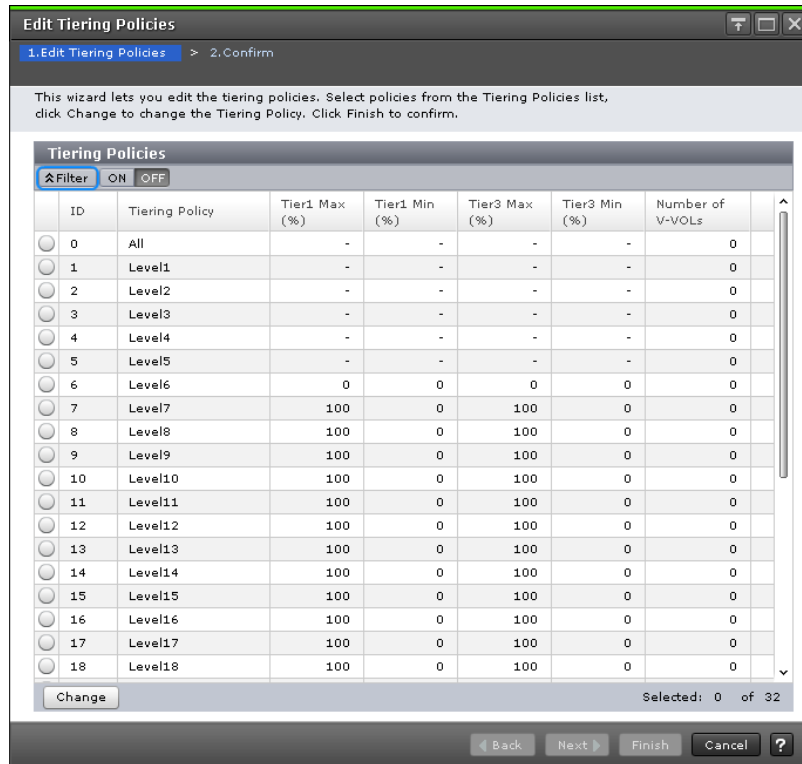 Edit Tiering Policies
1.Edit Tiering Policies > 2.Confirm
This wizard lets you edit the tiering policies. Select policies from the Tiering Policies list,
click Change to change the Tiering Policy. Click Finish to confirm.
Tiering Policies
Filter ON OFF
ID Tiering Policy Tier1 Max (%) Tier1 Min (%) Tier3 Max (%) Tier3 Min (%) Number of V-VOLs
0 All - - - - 0
1 Level1 - - - - 0
2 Level2 - - - - 0
3 Level3 - - - - 0
4 Level4 - - - - 0
5 Level5 - - - - 0
6 Level6 0 0 0 0 0
7 Level7 100 0 100 0 0
8 Level8 100 0 100 0 0
9 Level9 100 0 100 0 0
10 Level10 100 0 100 0 0
11 Level11 100 0 100 0 0
12 Level12 100 0 100 0 0
13 Level13 100 0 100 0 0
14 Level14 100 0 100 0 0
15 Level15 100 0 100 0 0
16 Level16 100 0 100 0 0
17 Level17 100 0 100 0 0
18 Level18 100 0 100 0 0
Change Selected: 0 of 32
Back Next Finish Cancel ?